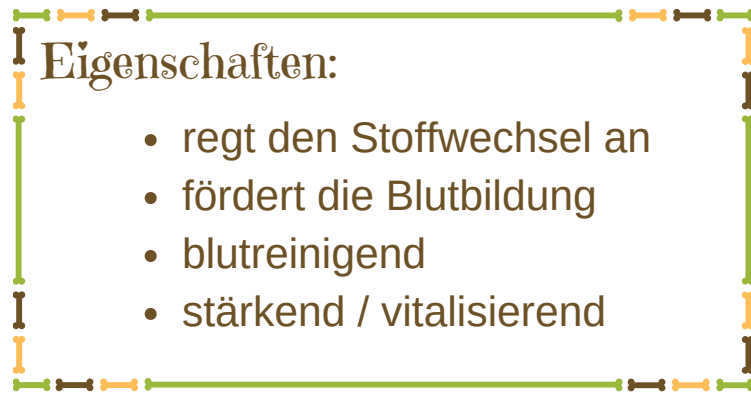 Eigenschaften:
• regt den Stoffwechsel an
• fördert die Blutbildung
• blutreinigend
• stärkend / vitalisierend